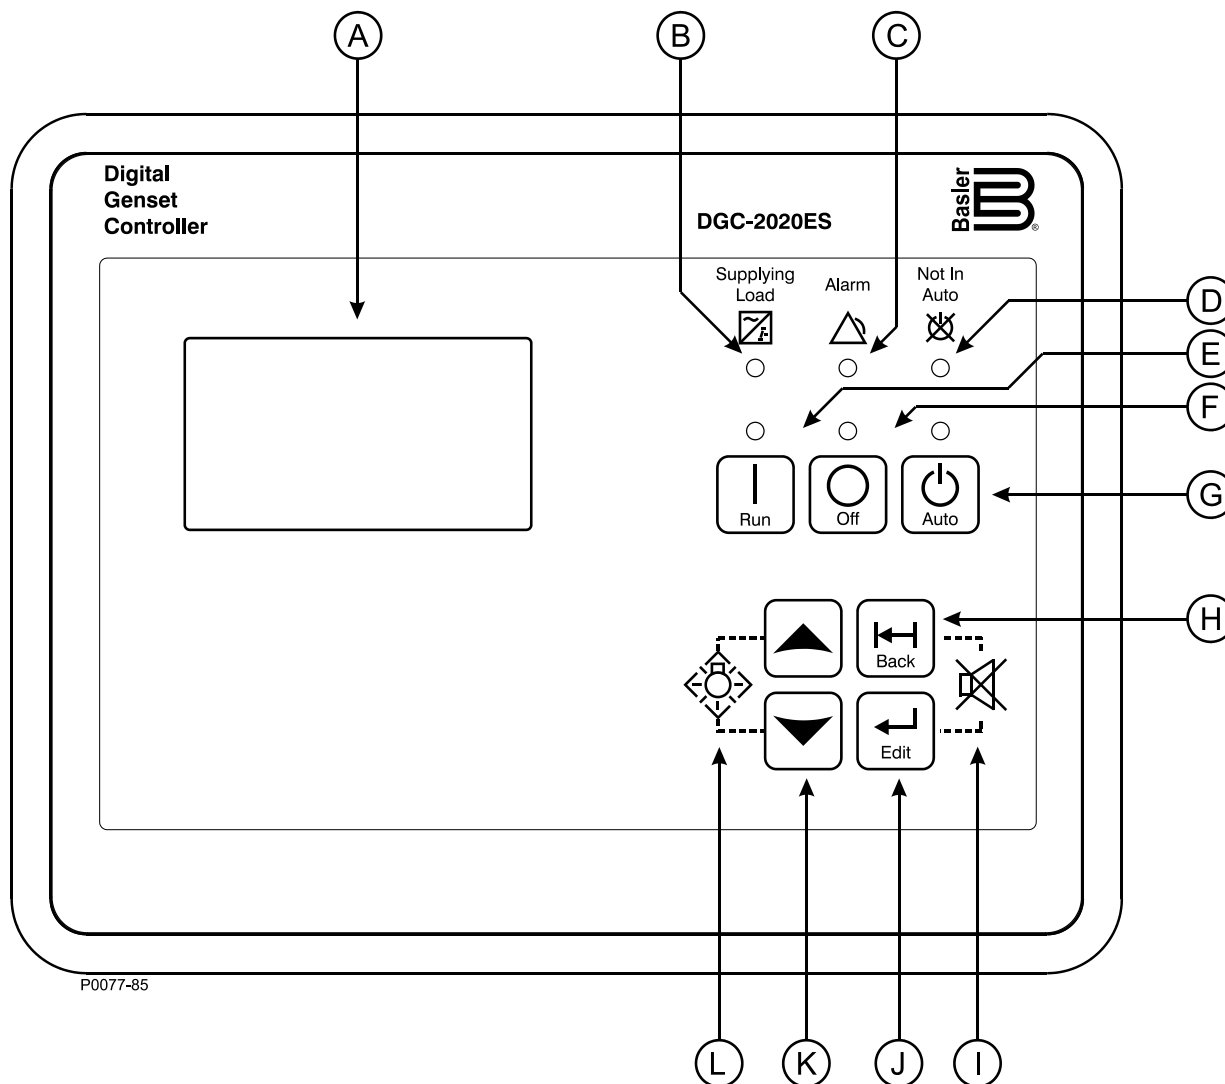 A
B
C
Digital
Genset
Controller
DGC-2020ES
Basler
®
Supplying
Load
Alarm
Not In
Auto
D
E
F
Run
Off
Auto
G
H
Back
Edit
P0077-85
L
K
J
I